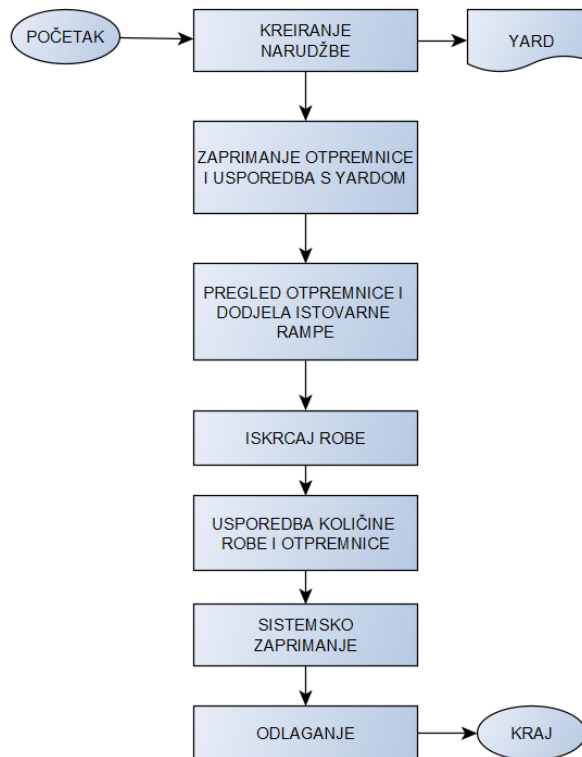 POČETAK
KREIRANJE
NARUDŽBE
YARD
ZAPRIMANJE OTPREMNICE
I USPOREDBA S YARDOM
PREGLED OTPREMNICE I
DODJELA ISTOVARNE
RAMPE
ISKRCAJ ROBE
USPOREDBA KOLIČINE
ROBE I OTPREMNICE
SISTEMSKO
ZAPRIMANJE
ODLAGANJE
KRAJ